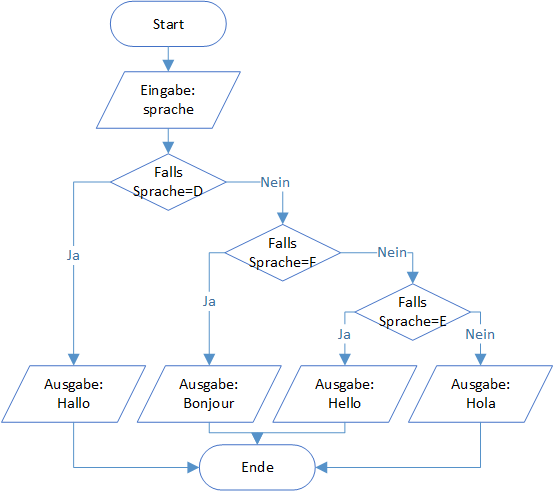 Start
Eingabe:
sprache
Falls
Sprache=D
Nein
Ja
Falls
Sprache=F
Nein
Ja
Falls
Sprache=E
Ja
Nein
Ausgabe:
Hallo
Ausgabe:
Bonjour
Ausgabe:
Hello
Ausgabe:
Hola
Ende